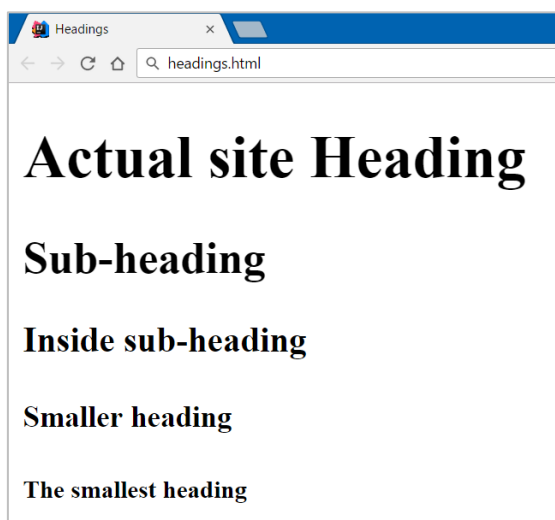 Headings
headings.html
Actual site Heading
Sub-heading
Inside sub-heading
Smaller heading
The smallest heading